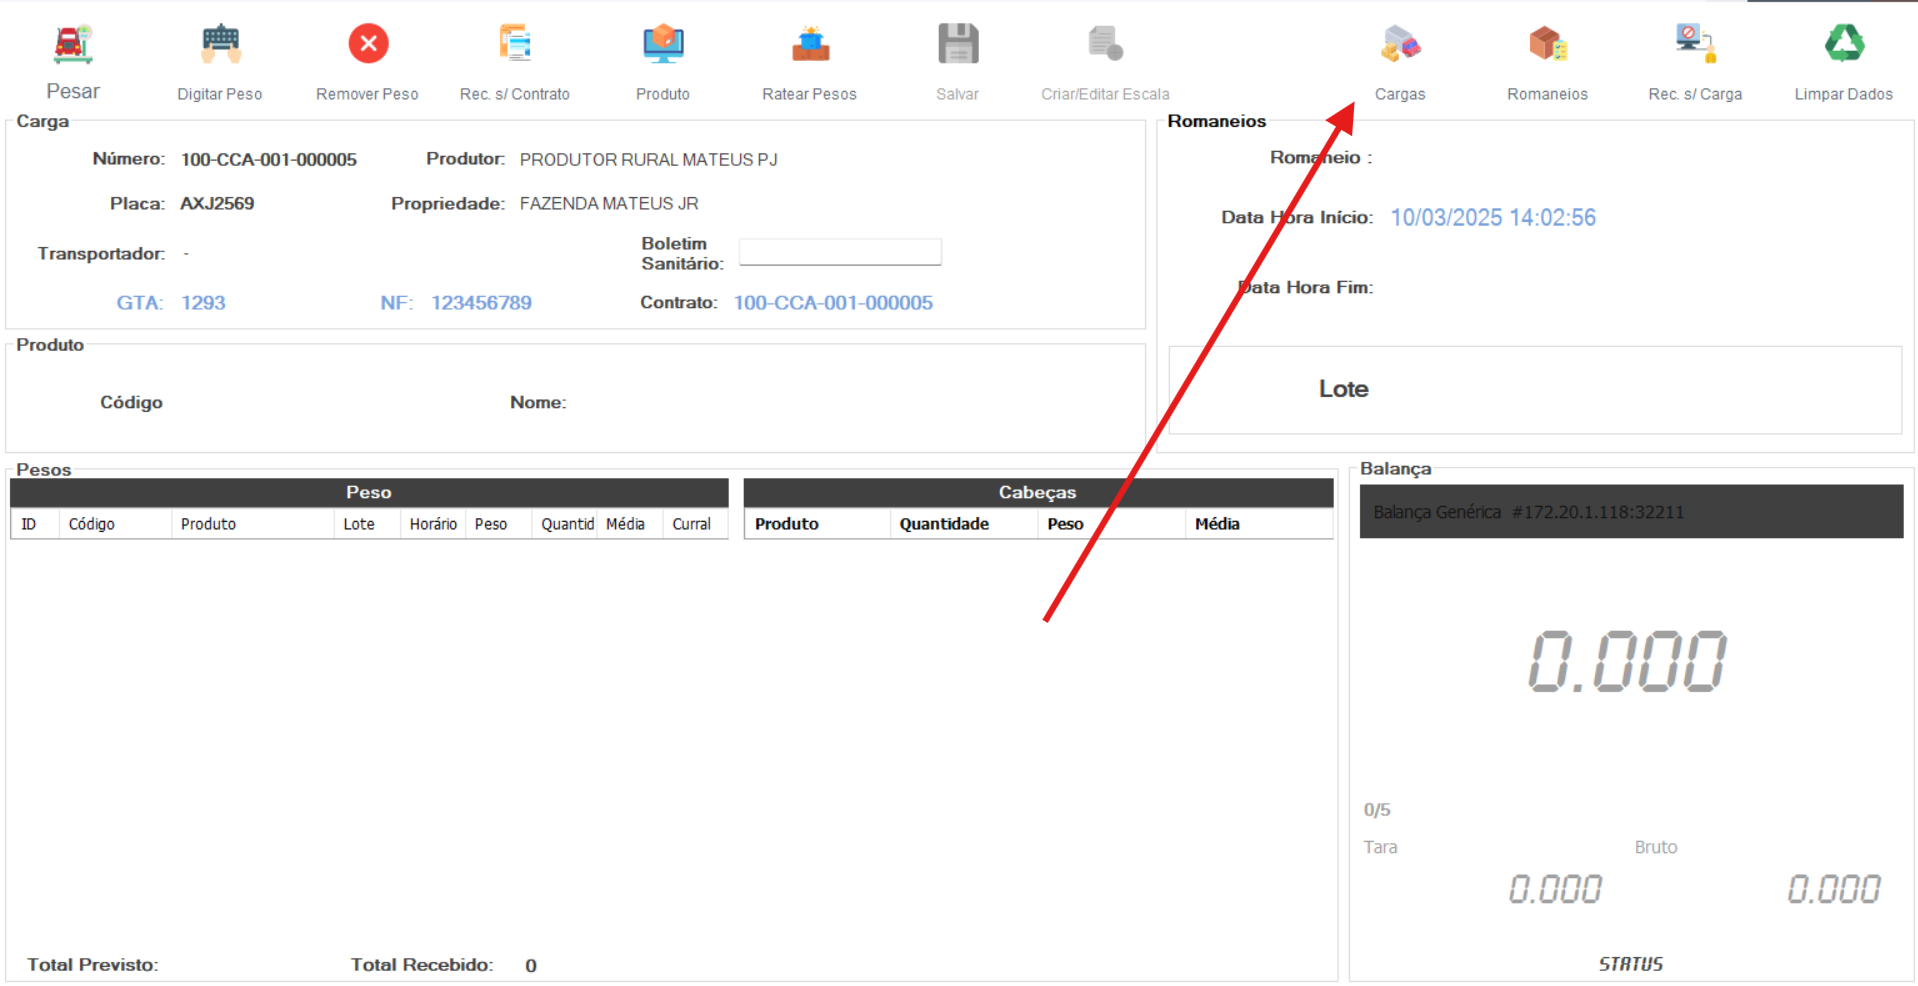 Pesar Digitar Peso Remover Peso Rec. s/ Contrato Produto Ratear Pesos Salvar Criar/Editar Escala Cargas Romaneios Rec. s/ Carga Limpar Dados
Carga
Número: 100-CCA-001-000005 Produtor: PRODUTOR RURAL MATEUS PJ
Placa: AXJ2569 Propriedade: FAZENDA MATEUS JR
Transportador: - Boletim Sanitário:
GTA: 1293 NF: 123456789 Contrato: 100-CCA-001-000005
Romaneios
Romaneio :
Data Hora Início: 10/03/2025 14:02:56
Data Hora Fim:
Lote
Produto
Código Nome:
Pesos
Peso
ID Código Produto Lote Horário Peso Quantid Média Curral
Cabeças
Produto Quantidade Peso Média
Total Previsto: Total Recebido: 0
Balança
Balança Genérica #172.20.1.118:32211
0.000
0/5
Tara Bruto
0.000 0.000
STATUS